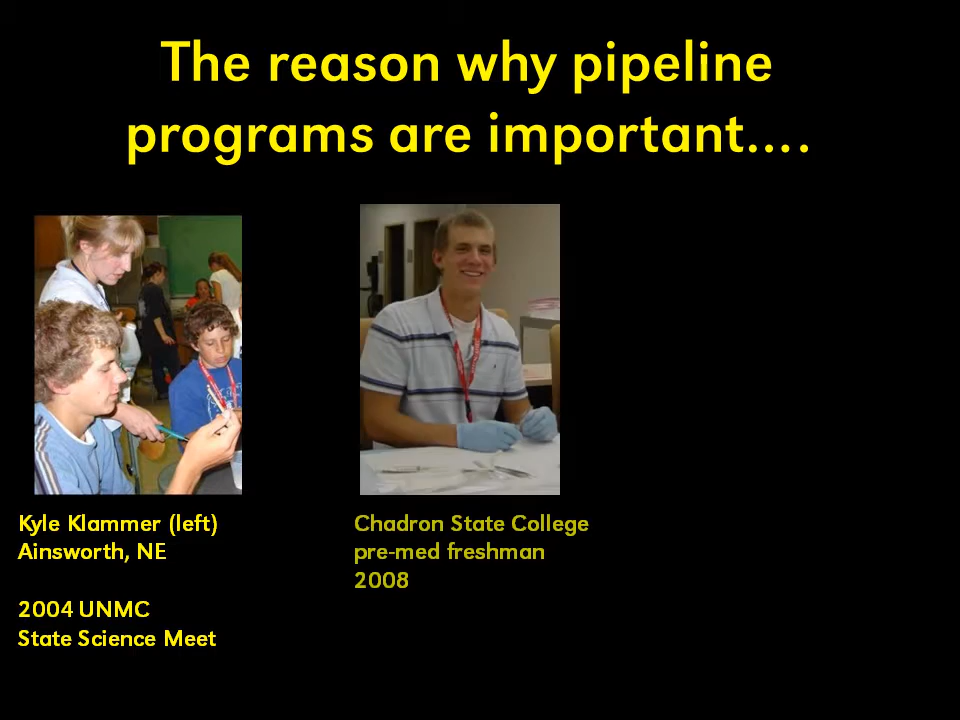 The reason why pipeline
programs are important....
Kyle Klammer (left)
Ainsworth, NE
2004 UNMC
State Science Meet
Chadron State College
pre-med freshman
2008